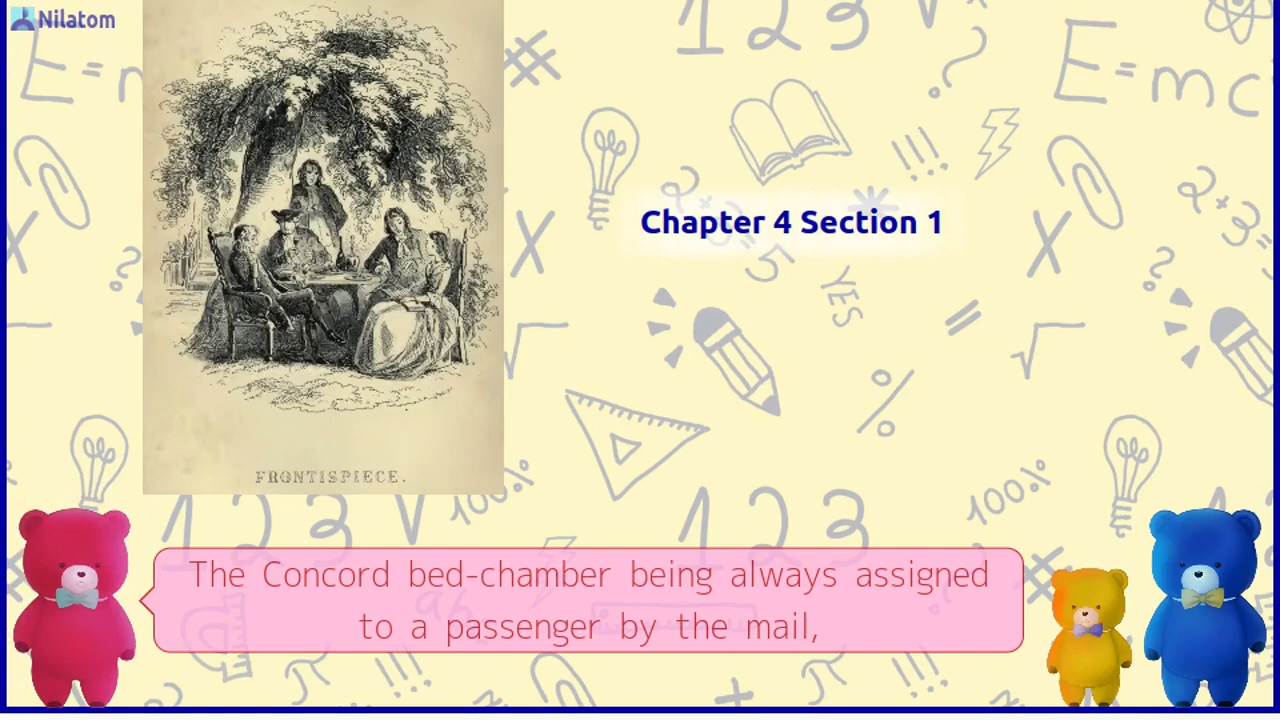 Nilatom
Chapter 4 Section 1
FRONTISPIECE.
The Concord bed-chamber being always assigned
to a passenger by the mail,